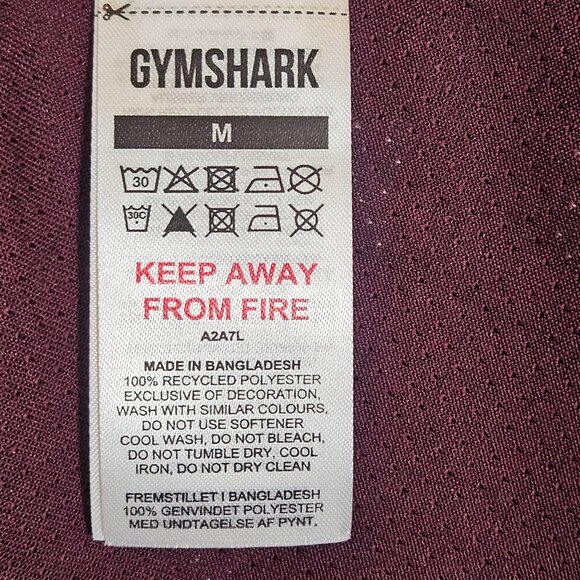 GYMSHARK
M
30
30C
KEEP AWAY
FROM FIRE
A2A7L
MADE IN BANGLADESH
100% RECYCLED POLYESTER
EXCLUSIVE OF DECORATION,
WASH WITH SIMILAR COLOURS,
DO NOT USE SOFTENER
COOL WASH, DO NOT BLEACH,
DO NOT TUMBLE DRY, COOL
IRON, DO NOT DRY CLEAN
FREMSTILLET I BANGLADESH
100% GENVINDET POLYESTER
MED UNDTAGELSE AF PYNT,